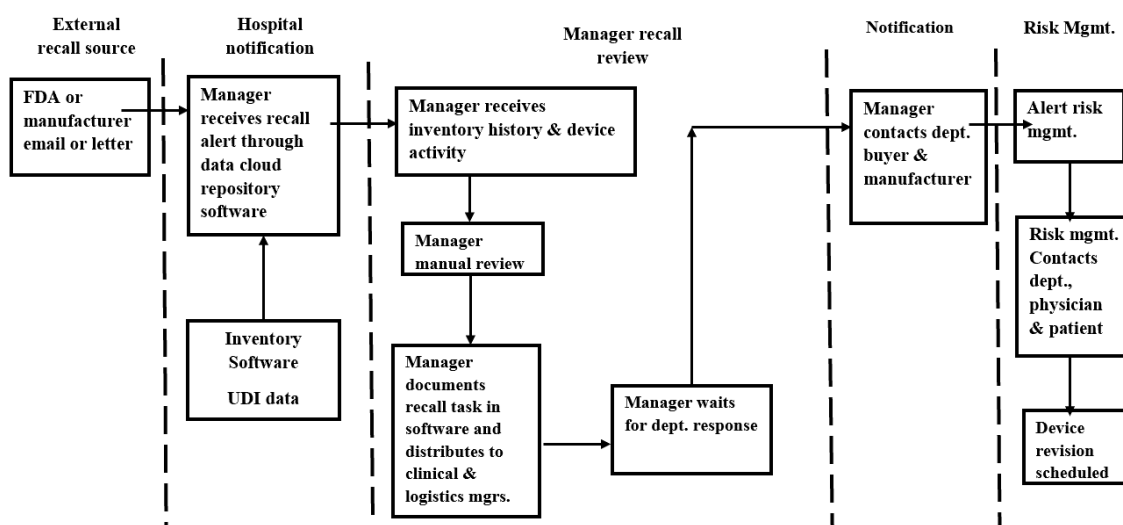 External
recall source
Hospital
notification
Manager recall
review
Notification
Risk Mgmt.
FDA or
manufacturer
email or letter
Manager
receives recall
alert through
data cloud
repository
software
Inventory
Software
UDI data
Manager receives
inventory history & device
activity
Manager
manual review
Manager
documents
recall task in
software and
distributes to
clinical &
logistics mgrs.
Manager waits
for dept. response
Manager
contacts dept.
buyer &
manufacturer
Alert risk
mgmt.
Risk mgmt.
Contacts
dept.,
physician
& patient
Device
revision
scheduled